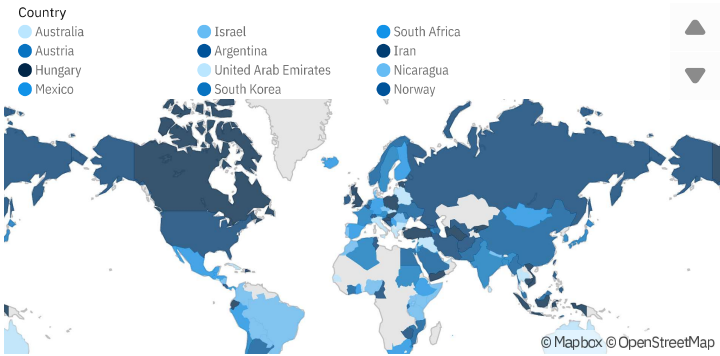 Country
Australia
Israel
South Africa
Austria
Argentina
Iran
Hungary
United Arab Emirates
Nicaragua
Mexico
South Korea
Norway
© Mapbox © OpenStreetMap